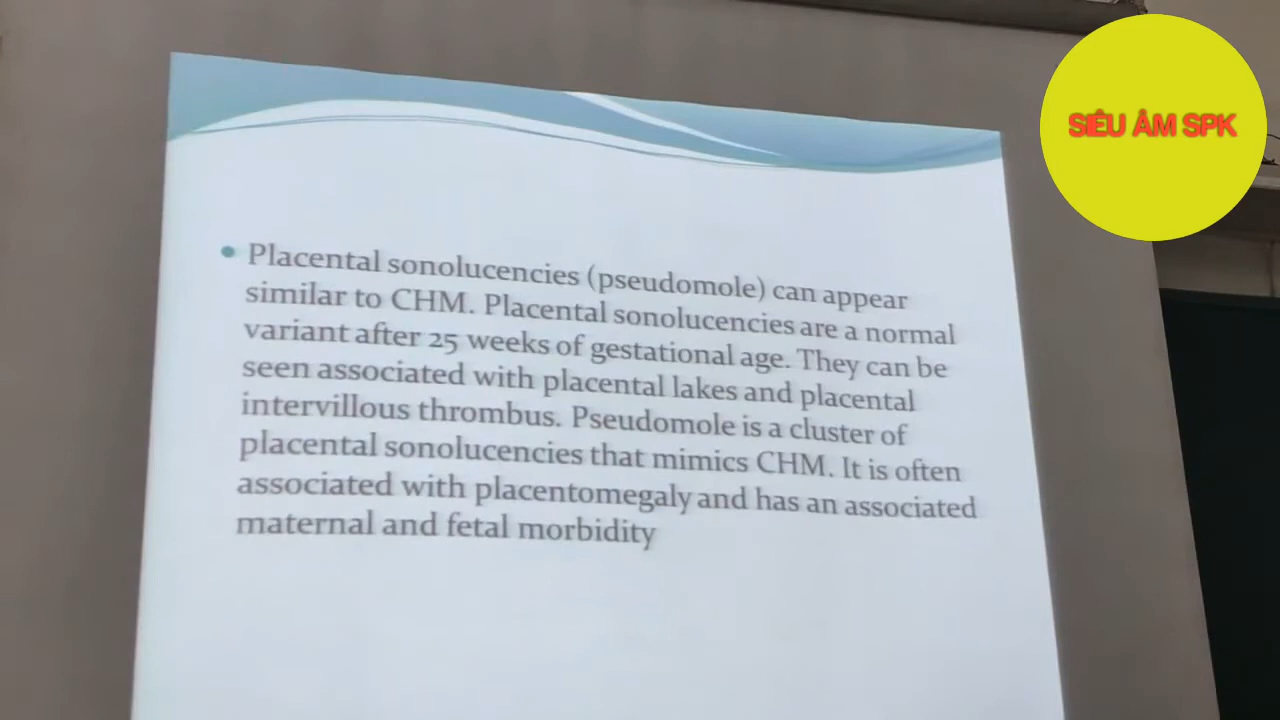 SIÊU ÂM SPK
• Placental sonolucencies (pseudomole) can appear
similar to CHM. Placental sonolucencies are a normal
variant after 25 weeks of gestational age. They can be
seen associated with placental lakes and placental
intervillous thrombus. Pseudomole is a cluster of
placental sonolucencies that mimics CHM. It is often
associated with placentomegaly and has an associated
maternal and fetal morbidity